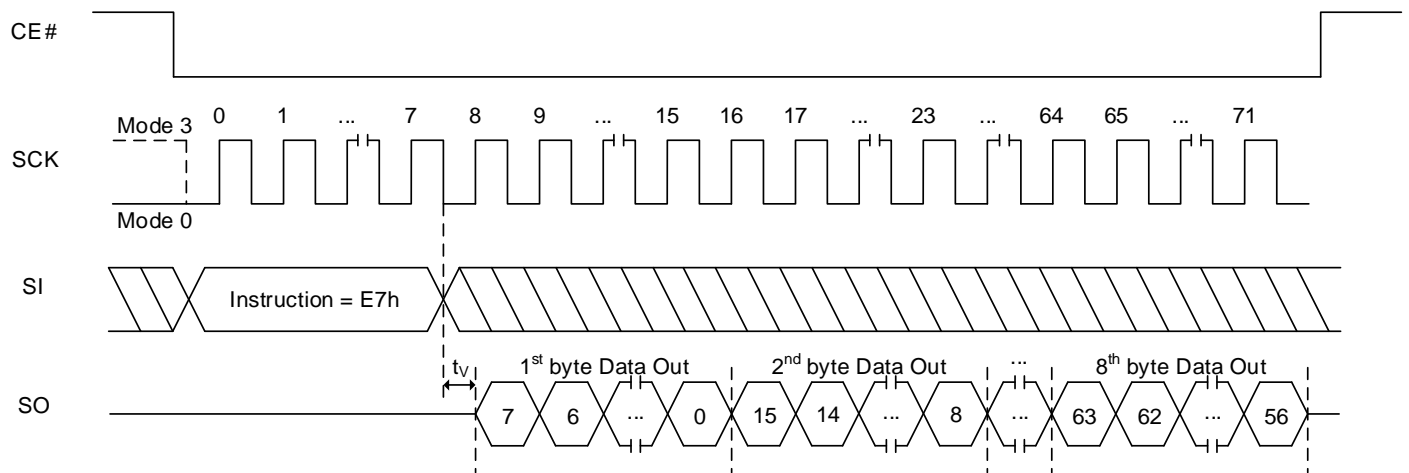 CE#
0 1 ... 7 8 9 ... 15 16 17 ... 23 ... 64 65 ... 71
Mode 3
SCK
Mode 0
SI
Instruction = E7h
tV 1st byte Data Out 2nd byte Data Out ... 8th byte Data Out
SO
7 6 ... 0 15 14 ... 8 ... 63 62 ... 56